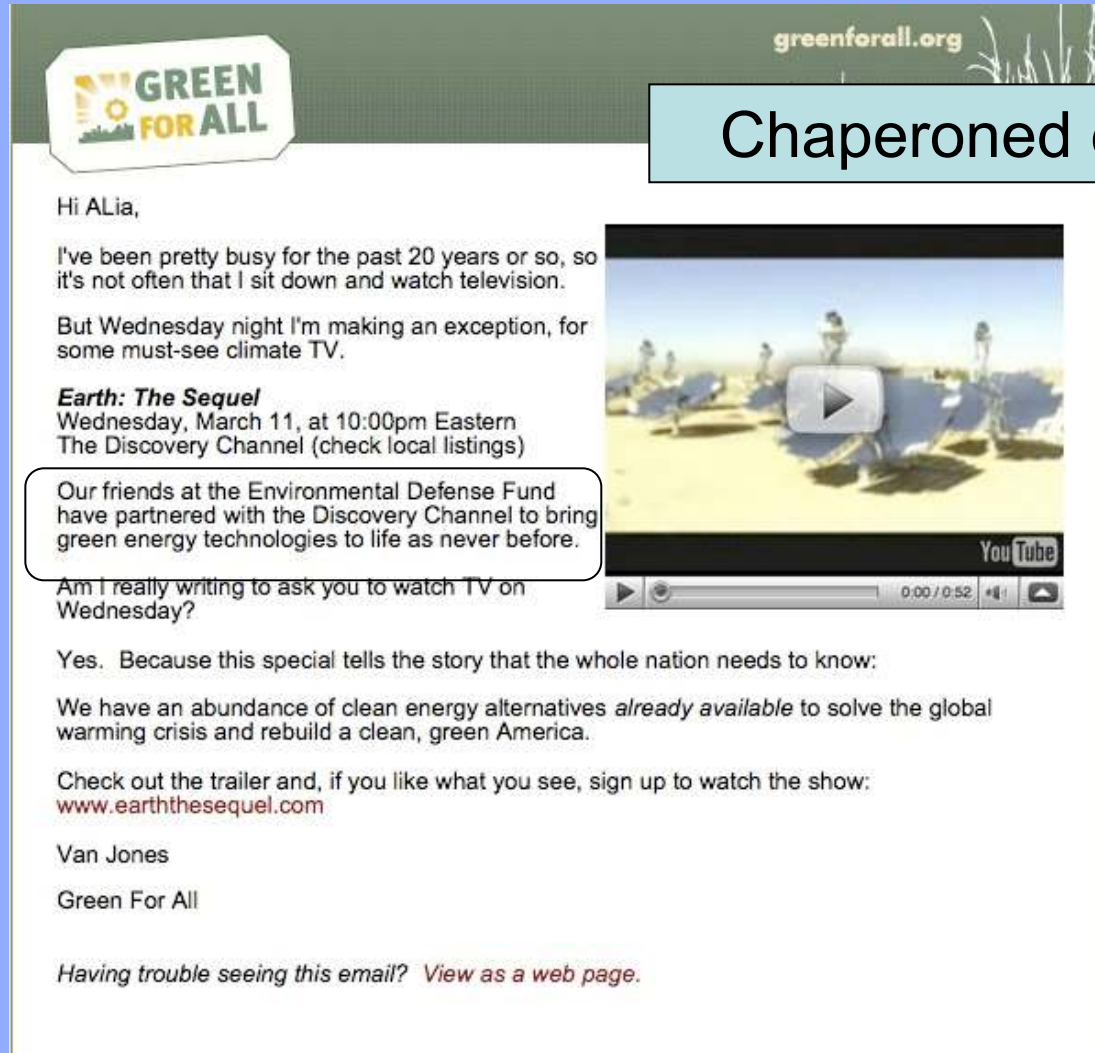 greenforall.org
GREEN
FOR ALL
Chaperoned
Hi ALia,
I've been pretty busy for the past 20 years or so, so
it's not often that I sit down and watch television.
But Wednesday night I'm making an exception, for
some must-see climate TV.
Earth: The Sequel
Wednesday, March 11, at 10:00pm Eastern
The Discovery Channel (check local listings)
Our friends at the Environmental Defense Fund
have partnered with the Discovery Channel to bring
green energy technologies to life as never before.
Am I really writing to ask you to watch TV on
Wednesday?
YouTube
0:00 / 0:52
Yes. Because this special tells the story that the whole nation needs to know:
We have an abundance of clean energy alternatives already available to solve the global
warming crisis and rebuild a clean, green America.
Check out the trailer and, if you like what you see, sign up to watch the show:
www.earththesequel.com
Van Jones
Green For All
Having trouble seeing this email? View as a web page.